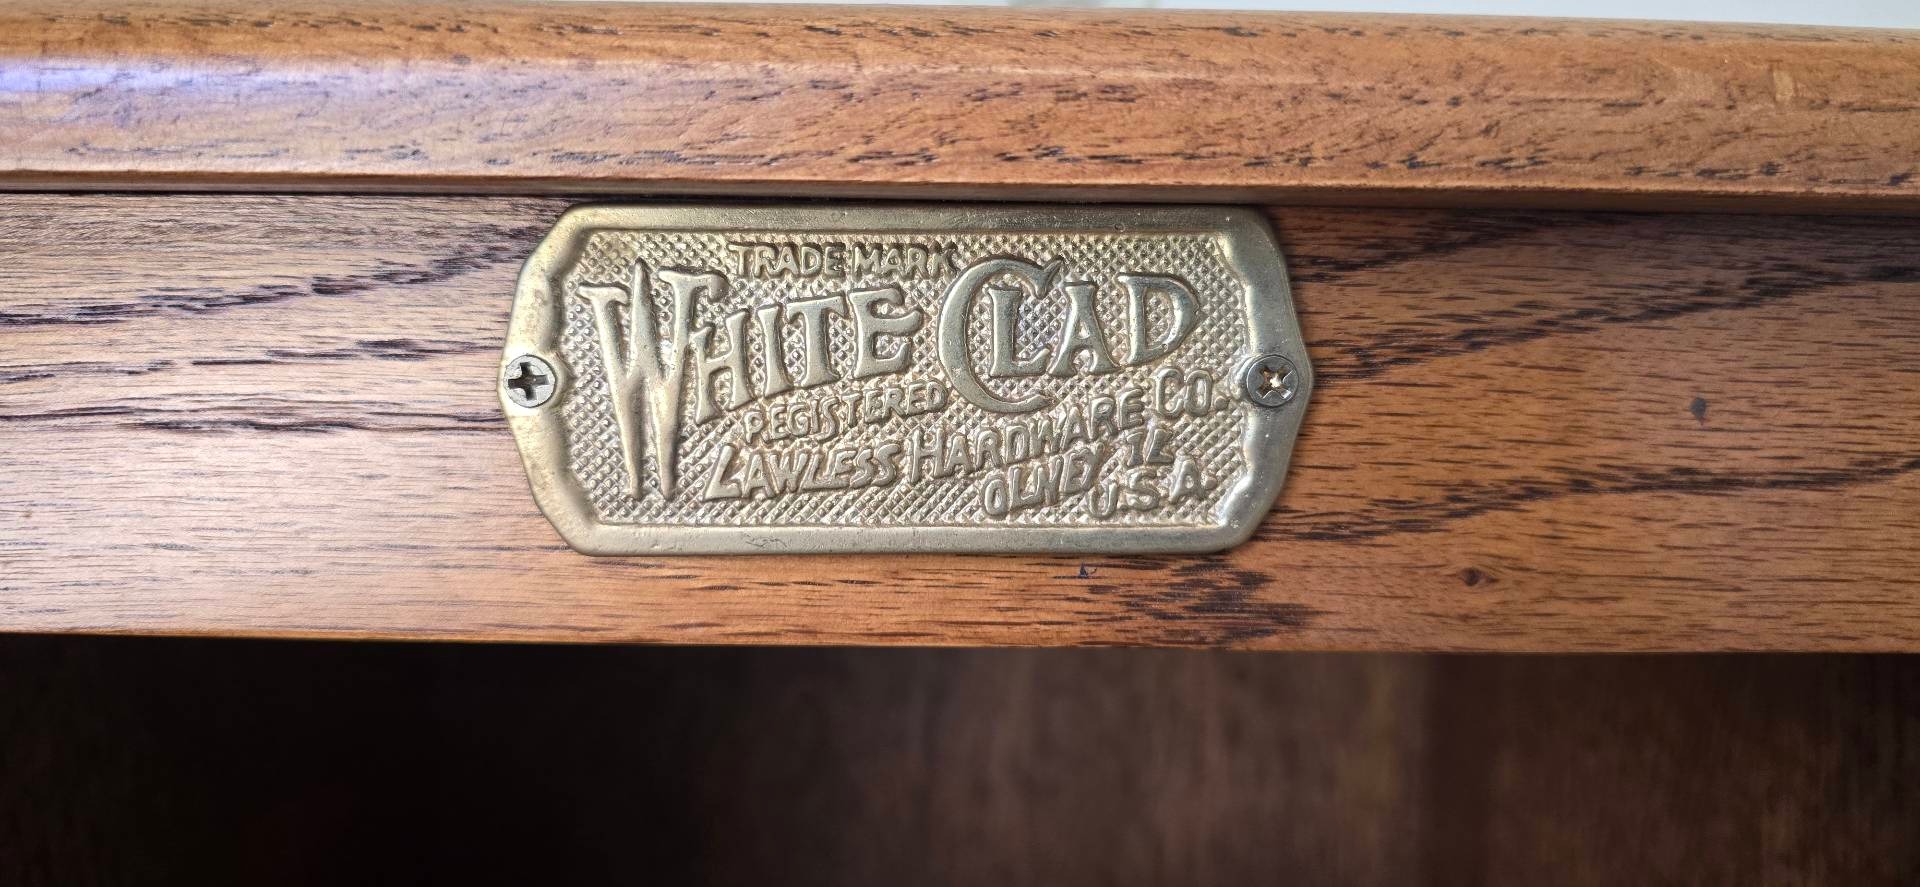 TRADE MARK
WHITE CLAD
REGISTERED
LAWLESS HARDWARE CO.
OLNEY IL
U.S.A.